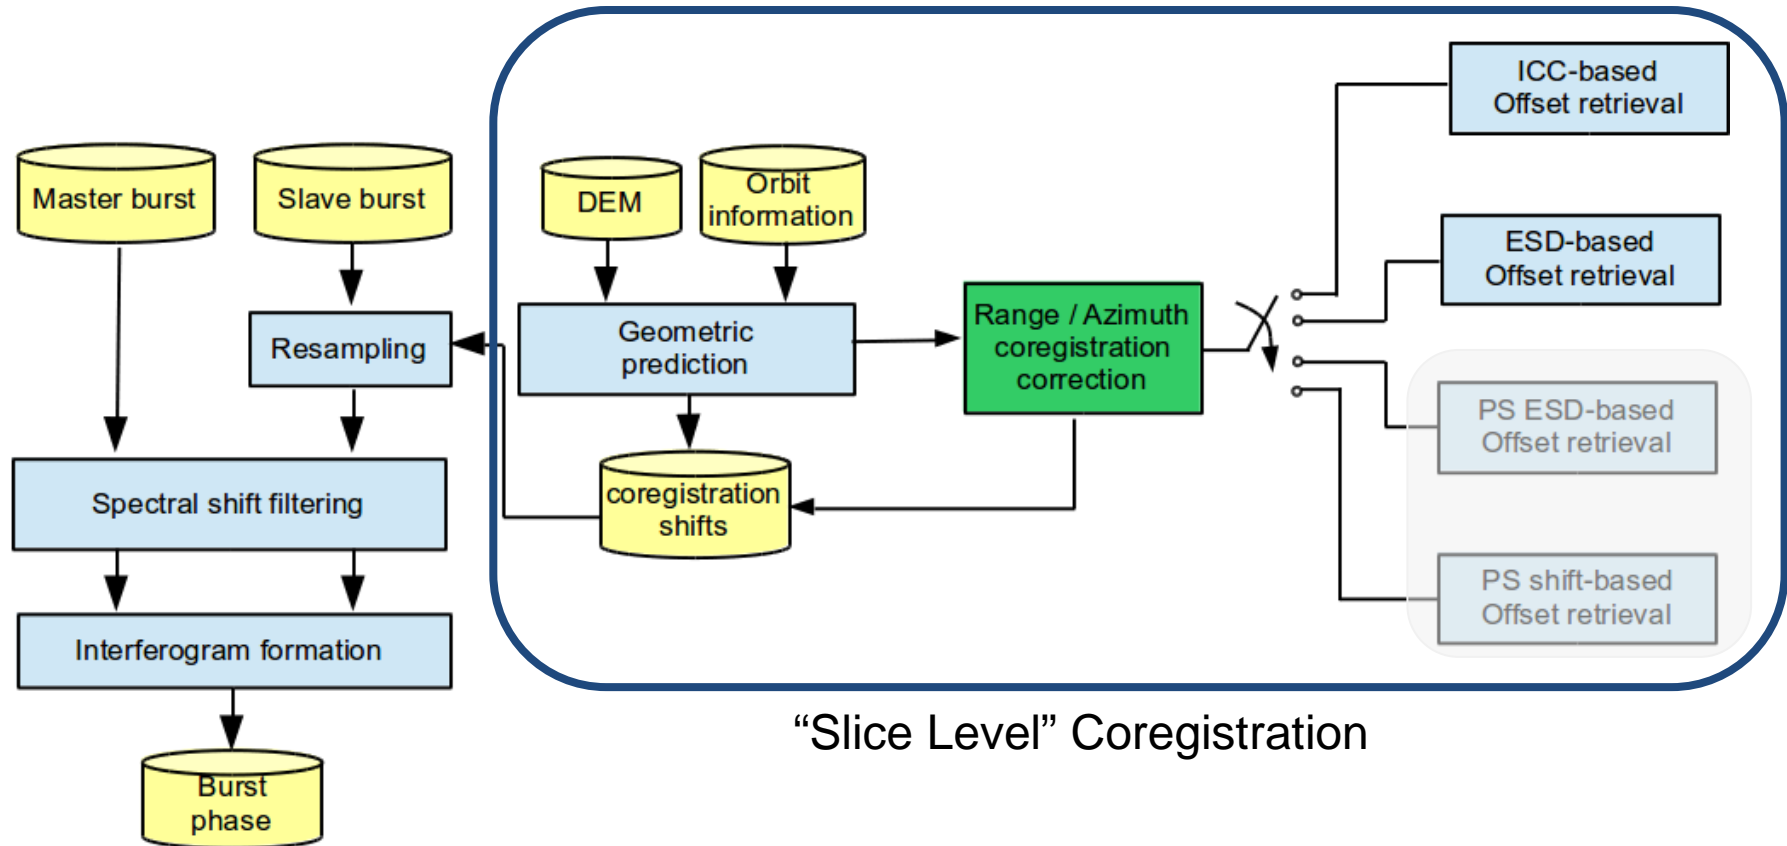 ICC-based
Offset retrieval
Master burst
Slave burst
DEM
Orbit
information
ESD-based
Offset retrieval
Resampling
Geometric
prediction
Range / Azimuth
coregistration
correction
PS ESD-based
Offset retrieval
Spectral shift filtering
coregistration
shifts
PS shift-based
Offset retrieval
Interferogram formation
“Slice Level” Coregistration
Burst
phase